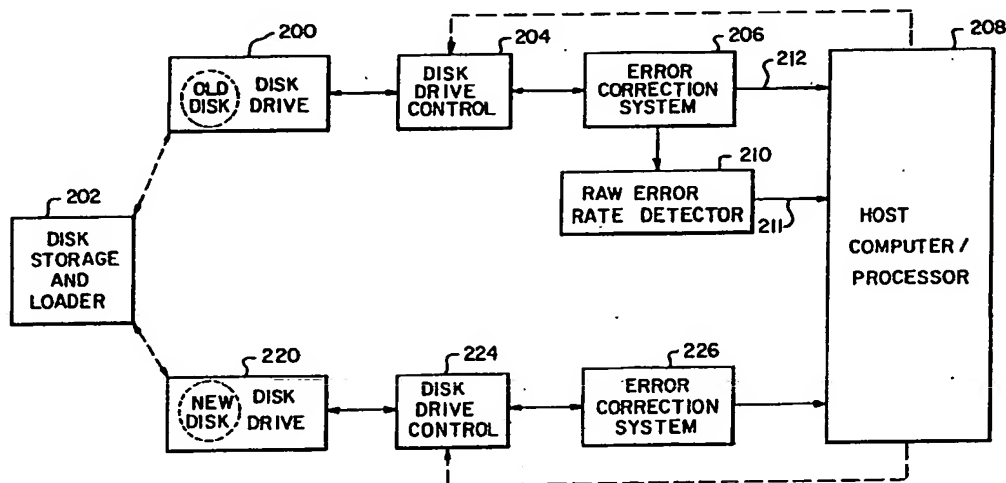 200
OLD DISK
DISK DRIVE
204
DISK DRIVE CONTROL
206
ERROR CORRECTION SYSTEM
212
208
HOST COMPUTER/ PROCESSOR
210
RAW ERROR RATE DETECTOR
211
202
DISK STORAGE AND LOADER
220
NEW DISK
DISK DRIVE
224
DISK DRIVE CONTROL
226
ERROR CORRECTION SYSTEM